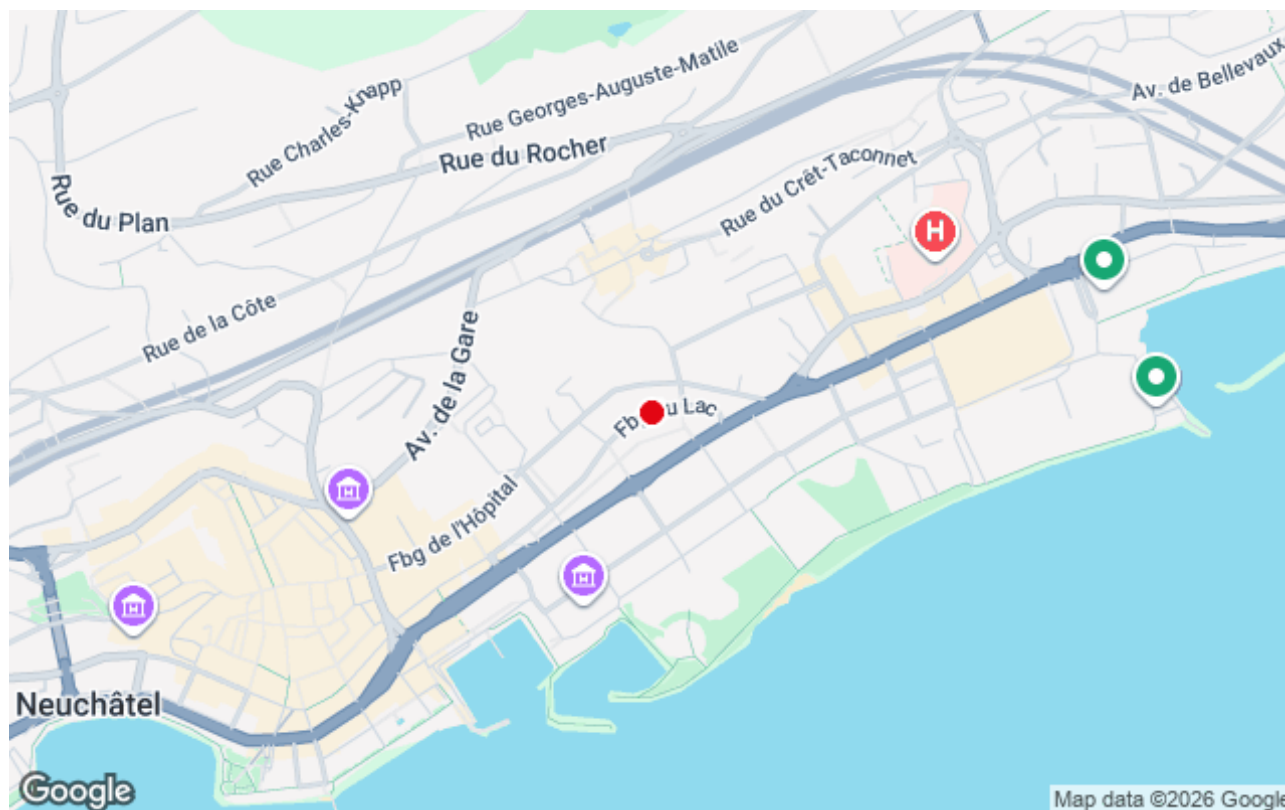 Rue Charles-Knapp
Rue Georges-Auguste-Matile
Av. de Bellevaux
Rue du Rocher
Rue du Plan
Rue du Crêt-Taconnet
H
Rue de la Côte
Av. de la Gare
Lac
Fbg de l'Hôpital
Neuchâtel
Google
Map data ©2026 Google